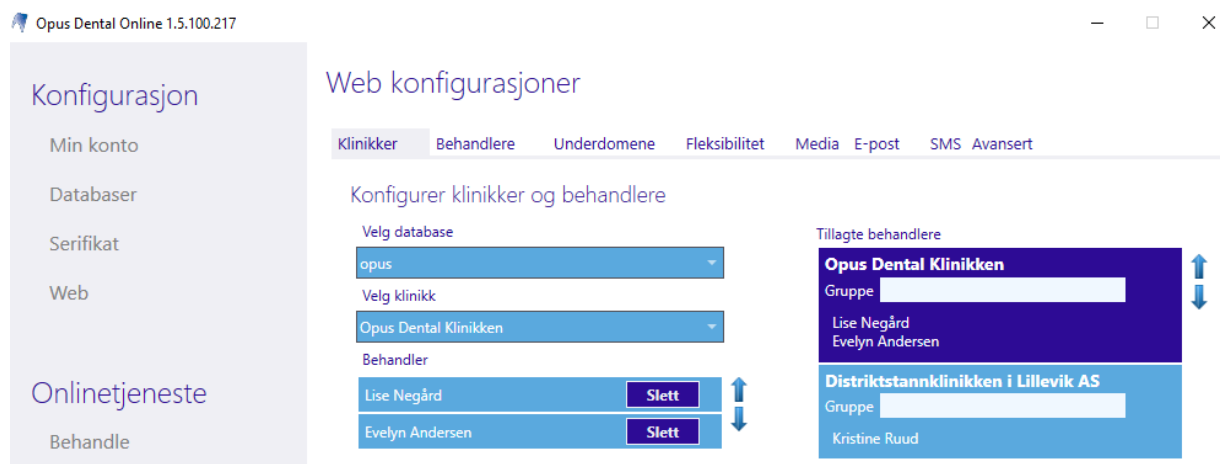 Opus Dental Online 1.5.100.217
Konfigurasjon
Min konto
Databaser
Serifikat
Web
Onlinetjeneste
Behandle
Web konfigurasjoner
Klinikker Behandlere Underdomene Fleksibilitet Media E-post SMS Avansert
Konfigurer klinikker og behandlere
Velg database
opus
Velg klinikk
Opus Dental Klinikken
Behandler
Lise Negård Slett
Evelyn Andersen Slett
Tillagte behandlere
Opus Dental Klinikken
Gruppe
Lise Negård
Evelyn Andersen
Distriktstannklinikken i Lillevik AS
Gruppe
Kristine Ruud